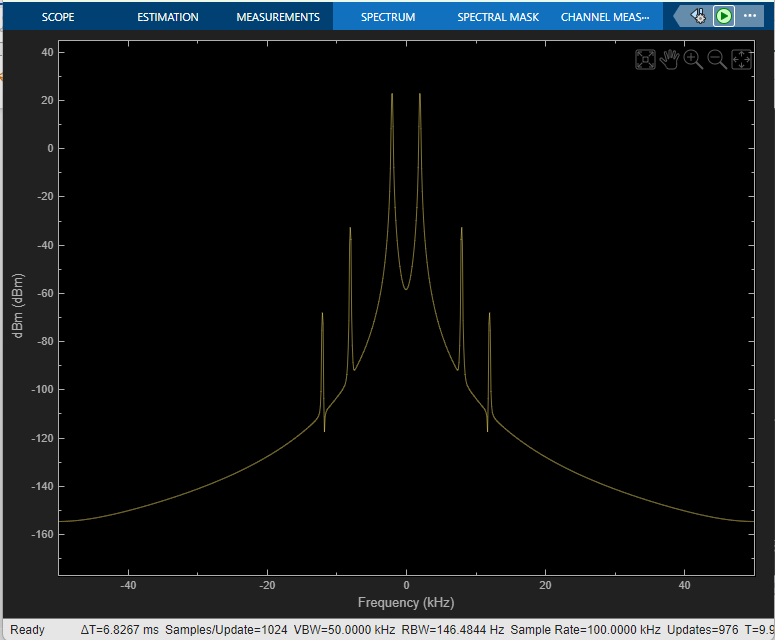 SCOPE ESTIMATION MEASUREMENTS SPECTRUM SPECTRAL MASK CHANNEL MEAS...
40
20
0
-20
-40
-60
-80
-100
-120
-140
-160
dBm (dBm)
-40 -20 0 20 40
Frequency (kHz)
Ready ΔT=6.8267 ms Samples/Update=1024 VBW=50.0000 kHz RBW=146.4844 Hz Sample Rate=100.0000 kHz Updates=976 T=9.9